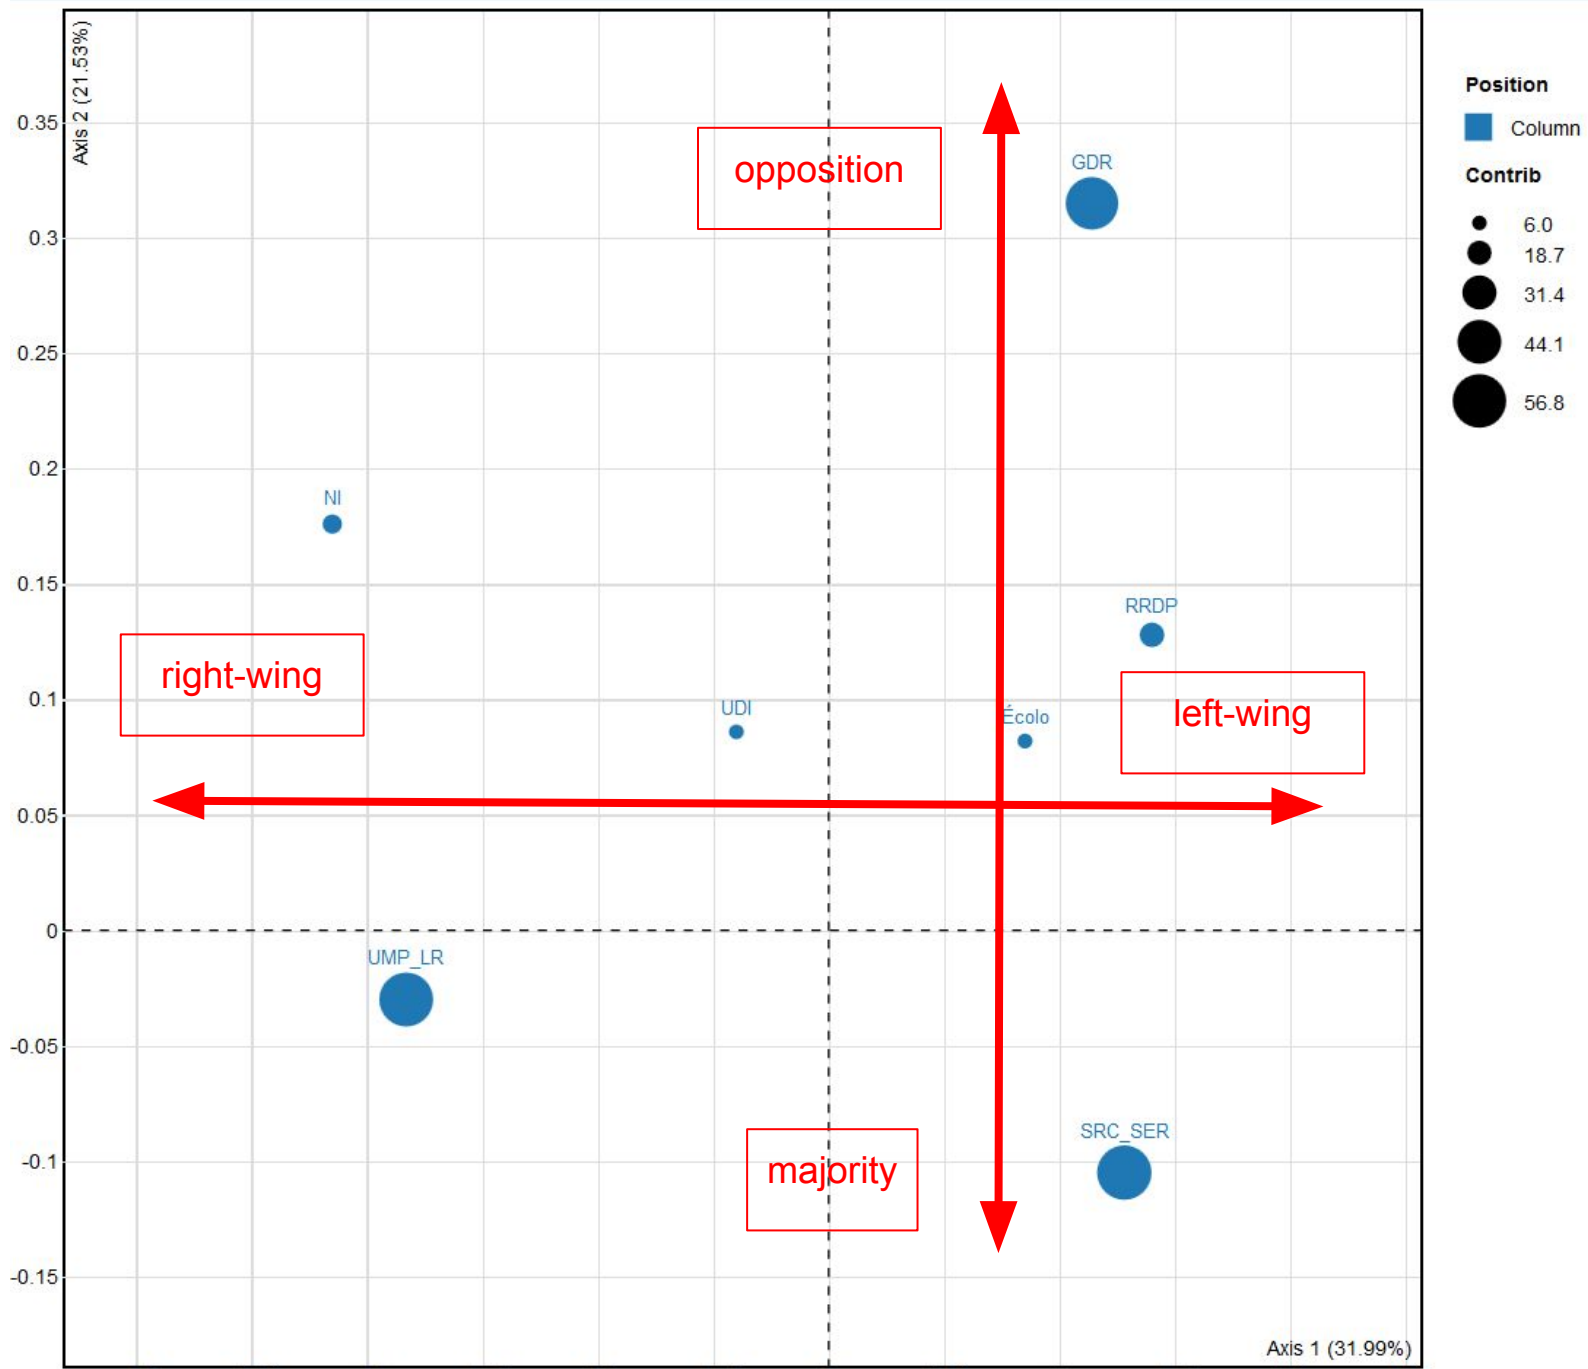 Axis 2 (21.53%)
0.35
0.3
0.25
0.2
0.15
0.1
0.05
0
-0.05
-0.1
-0.15
opposition
GDR
NI
RRDP
right-wing
UDI
Écolo
left-wing
UMP_LR
SRC_SER
majority
Axis 1 (31.99%)
Position
Column
Contrib
6.0
18.7
31.4
44.1
56.8